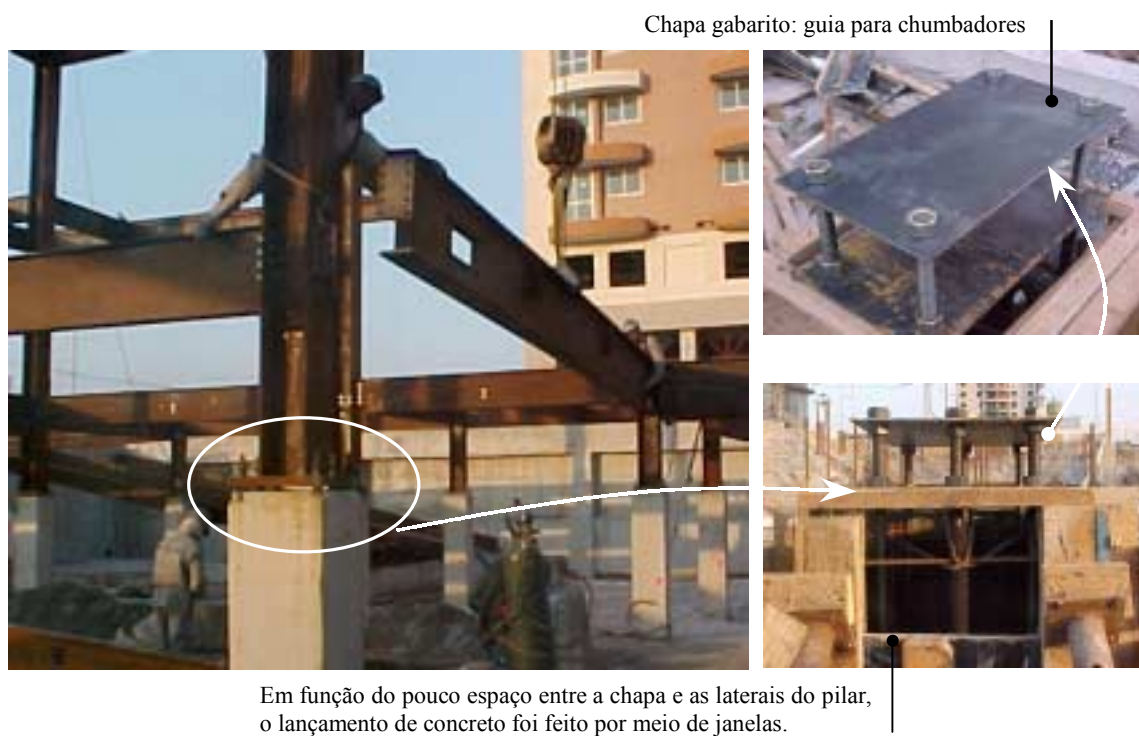 Chapa gabarito: guia para chumbadores
Em função do pouco espaço entre a chapa e as laterais do pilar,
o lançamento de concreto foi feito por meio de janelas.